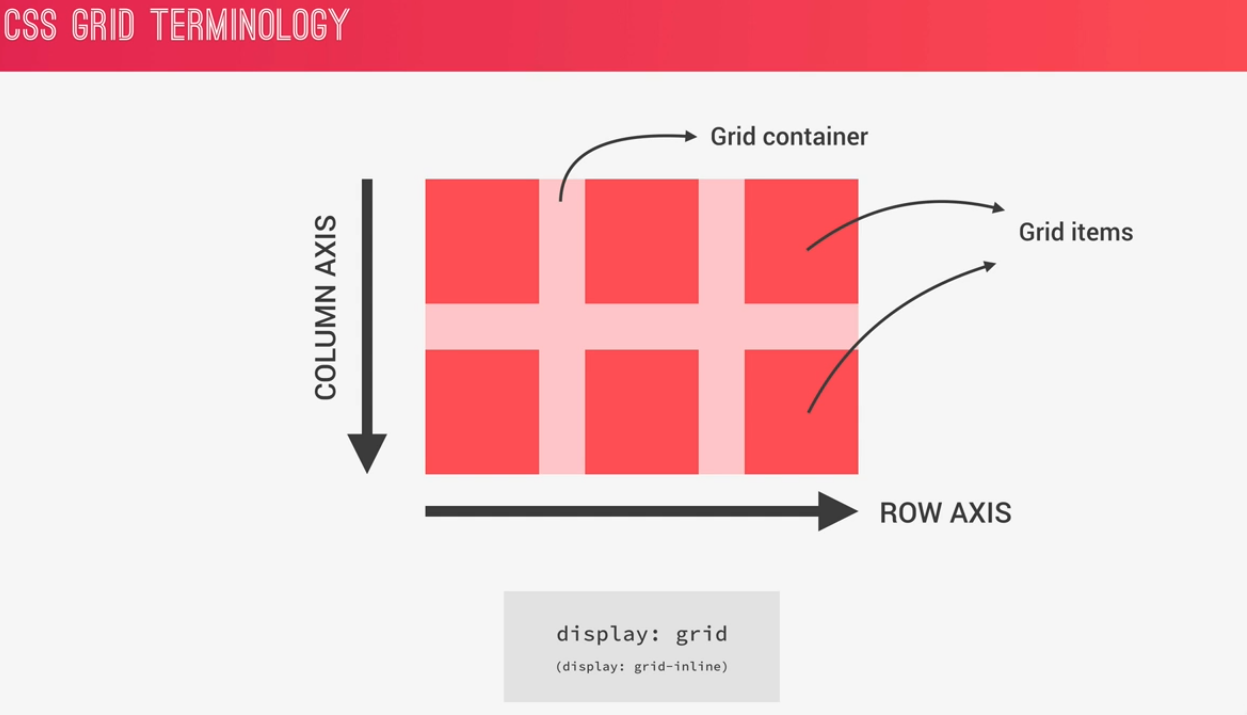 CSS GRID TERMINOLOGY
Grid container
Grid items
COLUMN AXIS
ROW AXIS
display: grid
(display: grid-inline)